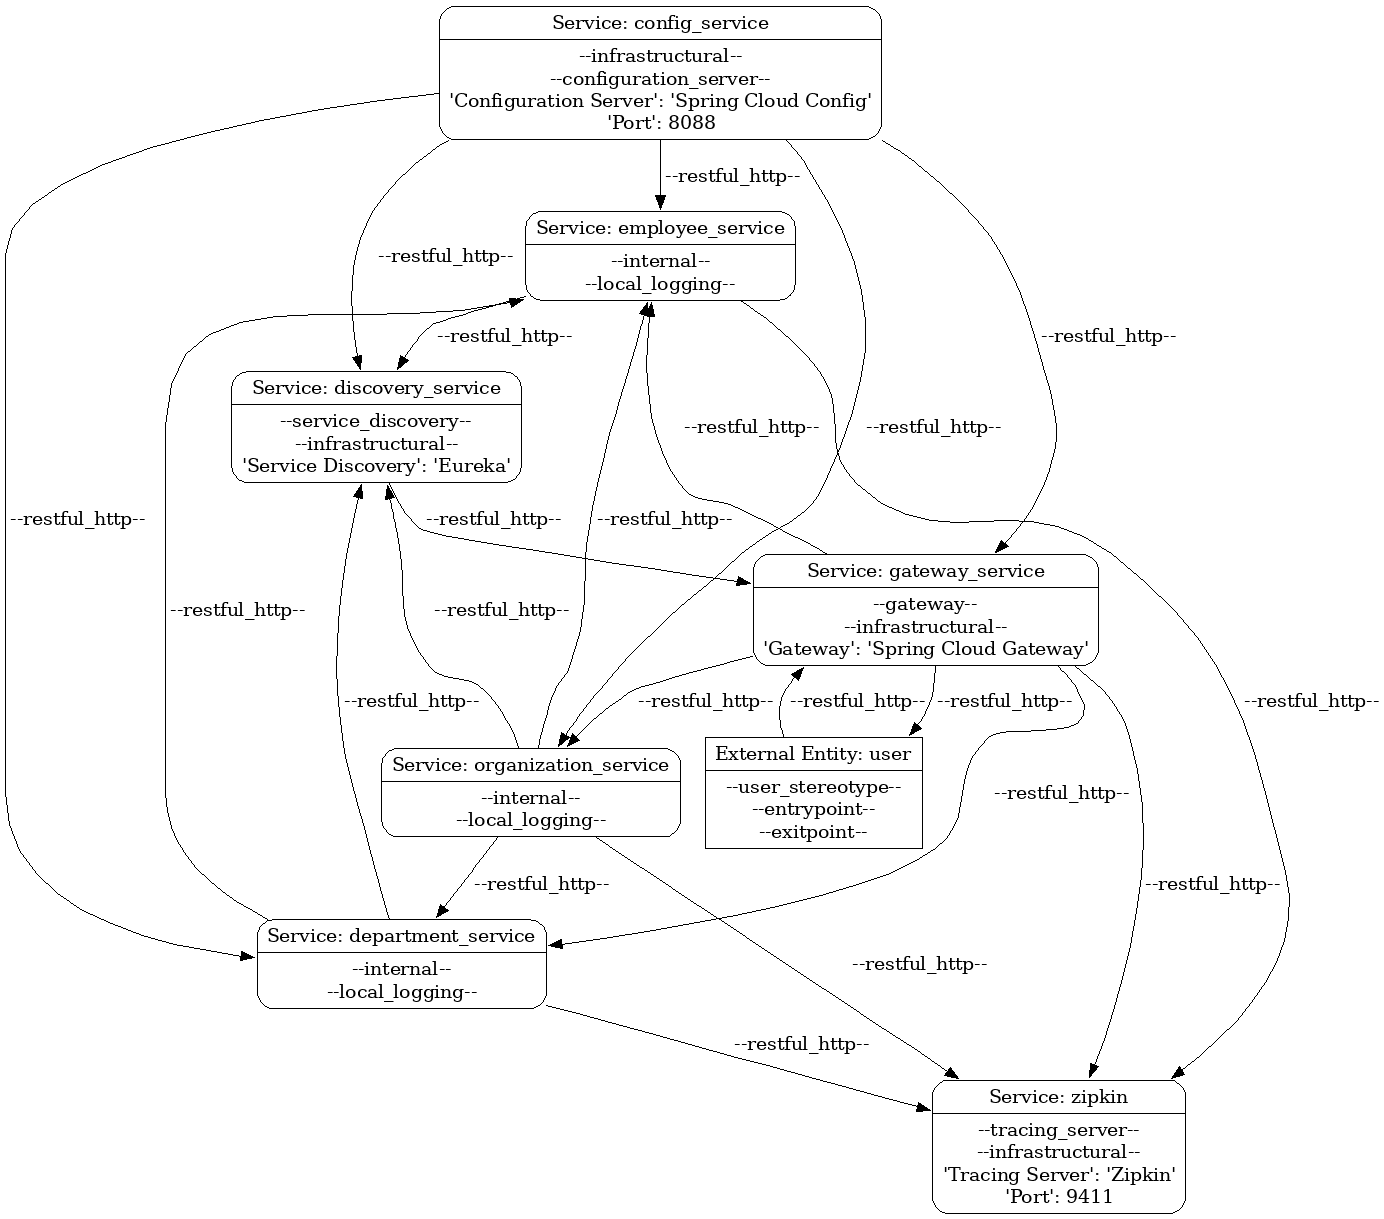 Service: config_service
--infrastructural--
--configuration_server--
'Configuration Server': 'Spring Cloud Config'
'Port': 8088
--restful_http--
Service: employee_service
--internal--
--local_logging--
--restful_http--
--restful_http--
--restful_http--
Service: discovery_service
--service_discovery--
--infrastructural--
'Service Discovery': 'Eureka'
--restful_http--
--restful_http--
--restful_http--
--restful_http--
--restful_http--
Service: gateway_service
--gateway--
--infrastructural--
'Gateway': 'Spring Cloud Gateway'
--restful_http--
--restful_http--
--restful_http--
--restful_http--
--restful_http--
--restful_http--
--restful_http--
Service: organization_service
--internal--
--local_logging--
External Entity: user
--user_stereotype--
--entrypoint--
--exitpoint--
--restful_http--
--restful_http--
--restful_http--
Service: department_service
--internal--
--local_logging--
--restful_http--
--restful_http--
Service: zipkin
--tracing_server--
--infrastructural--
'Tracing Server': 'Zipkin'
'Port': 9411